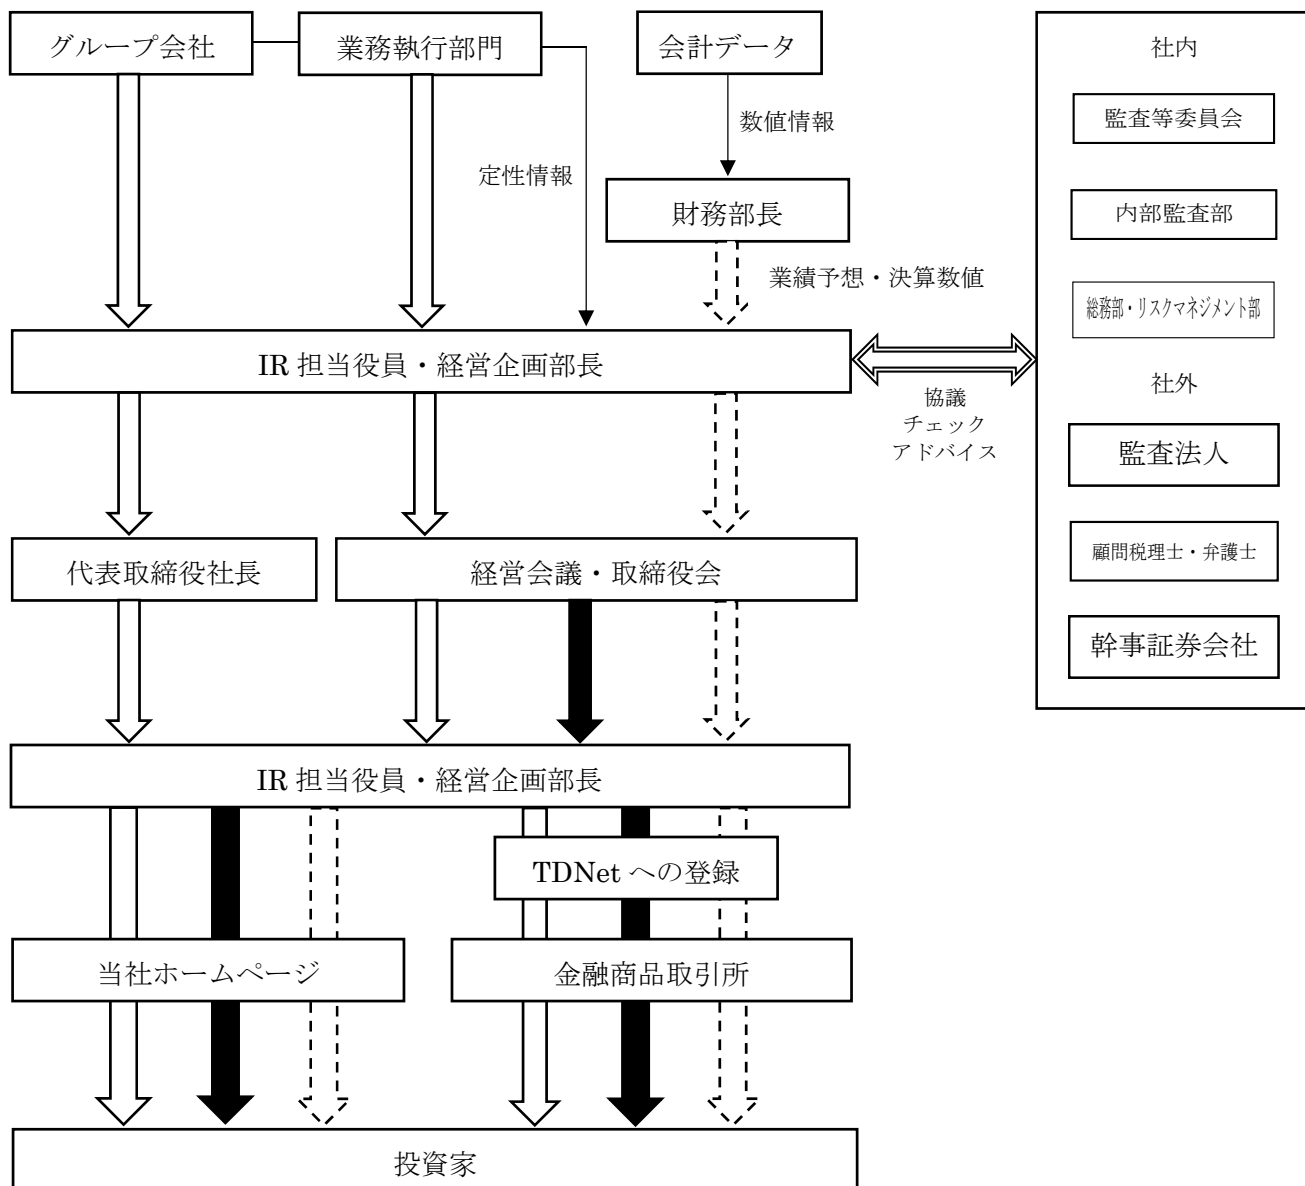 グループ会社
業務執行部門
会計データ
数値情報
定性情報
財務部長
業績予想・決算数値
IR 担当役員・経営企画部長
協議
チェック
アドバイス
代表取締役社長
経営会議・取締役会
IR 担当役員・経営企画部長
TDNet への登録
当社ホームページ
金融商品取引所
投資家
社内
監査等委員会
内部監査部
総務部・リスクマネジメント部
社外
監査法人
顧問税理士・弁護士
幹事証券会社